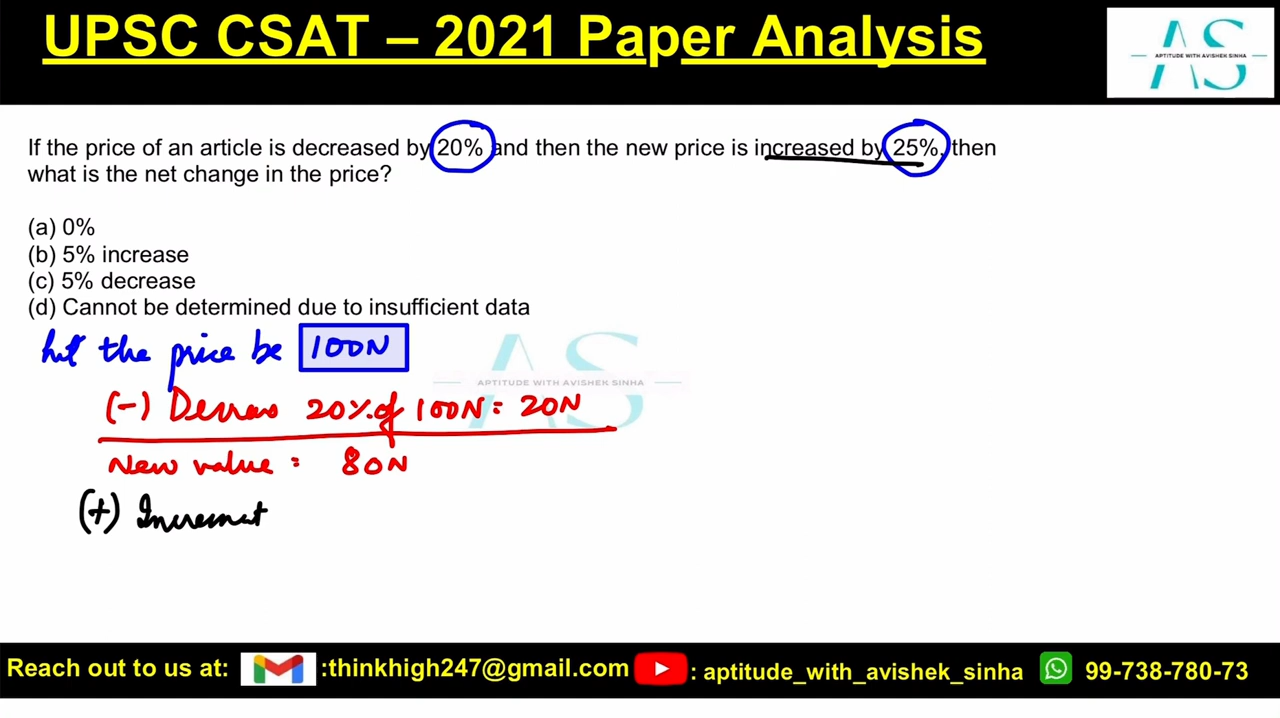 UPSC CSAT – 2021 Paper Analysis
AS
APTITUDE WITH AVISHEK SINHA
If the price of an article is decreased by 20% and then the new price is increased by 25%, then
what is the net change in the price?
(a) 0%
(b) 5% increase
(c) 5% decrease
(d) Cannot be determined due to insufficient data
let the price be 100N
AS
APTITUDE WITH AVISHEK SINHA
(-) Decreas 20% of 100N = 20N
New value = 80N
(+) Increment
Reach out to us at: :thinkhigh247@gmail.com : aptitude_with_avishek_sinha 99-738-780-73